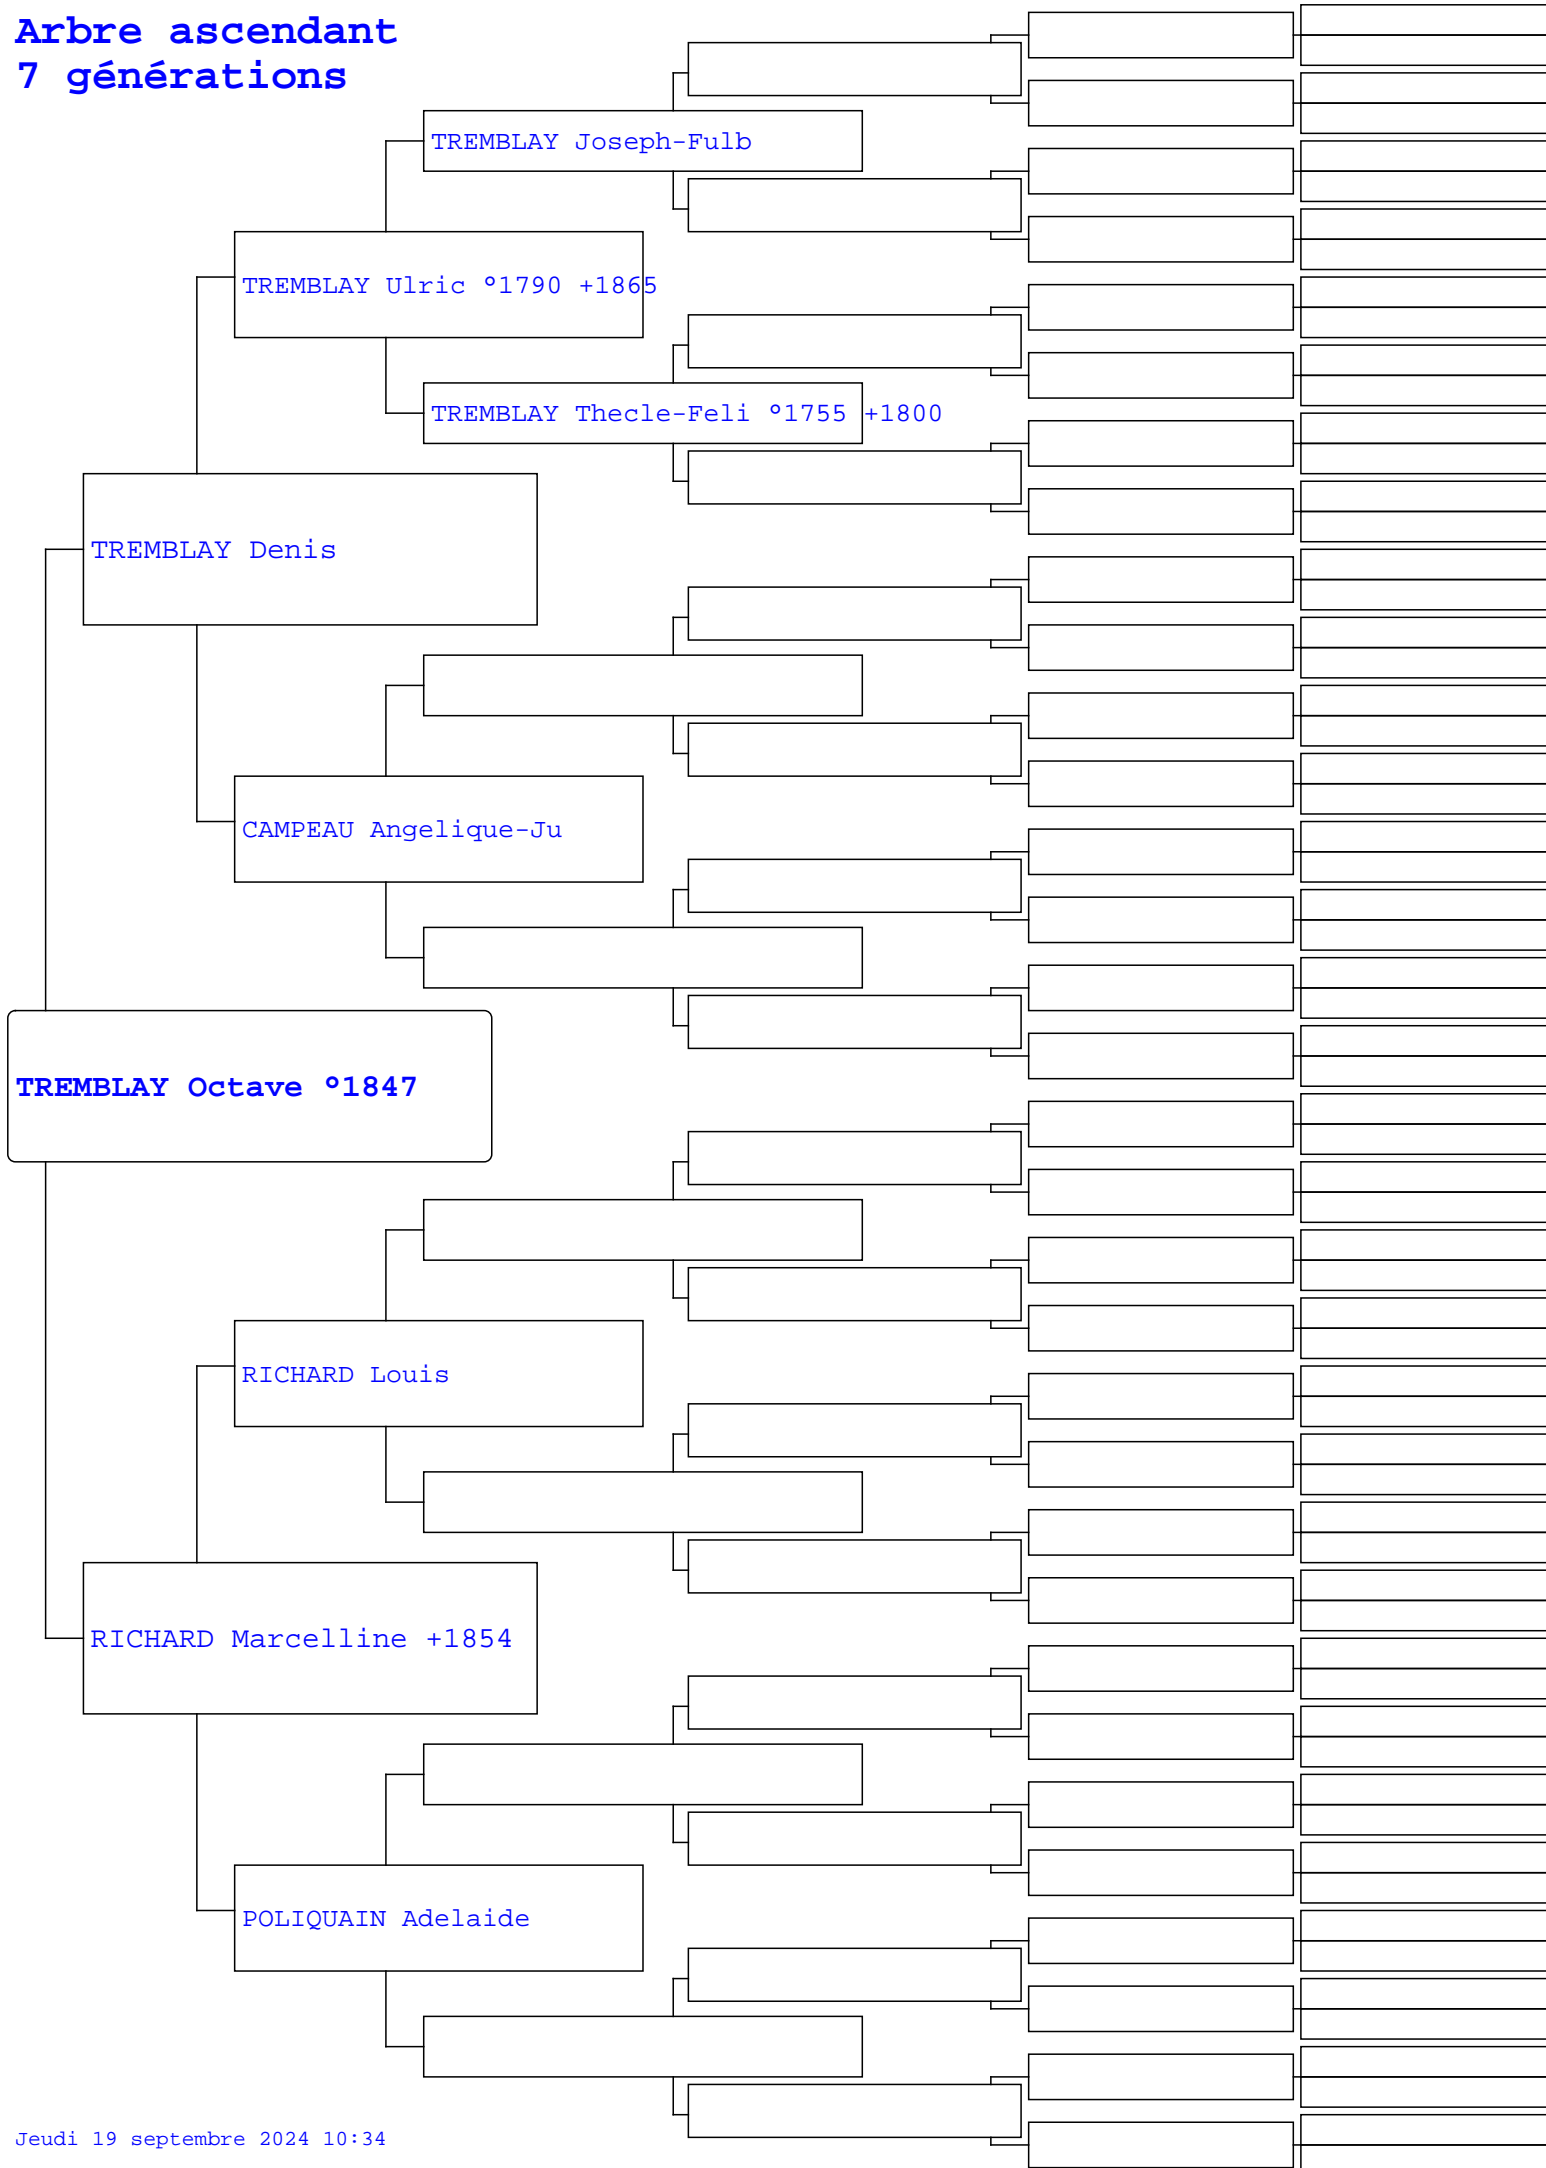 Arbre ascendant
7 générations
TREMBLAY Joseph-Fulb
TREMBLAY Ulric °1790 +1865
TREMBLAY Thecle-Feli °1755 +1800
TREMBLAY Denis
CAMPEAU Angelique-Ju
TREMBLAY Octave °1847
RICHARD Louis
RICHARD Marcelline +1854
POLIQUAIN Adelaide
Jeudi 19 septembre 2024 10:34